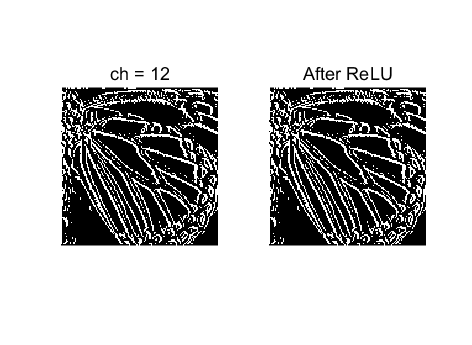 ch = 12
After ReLU